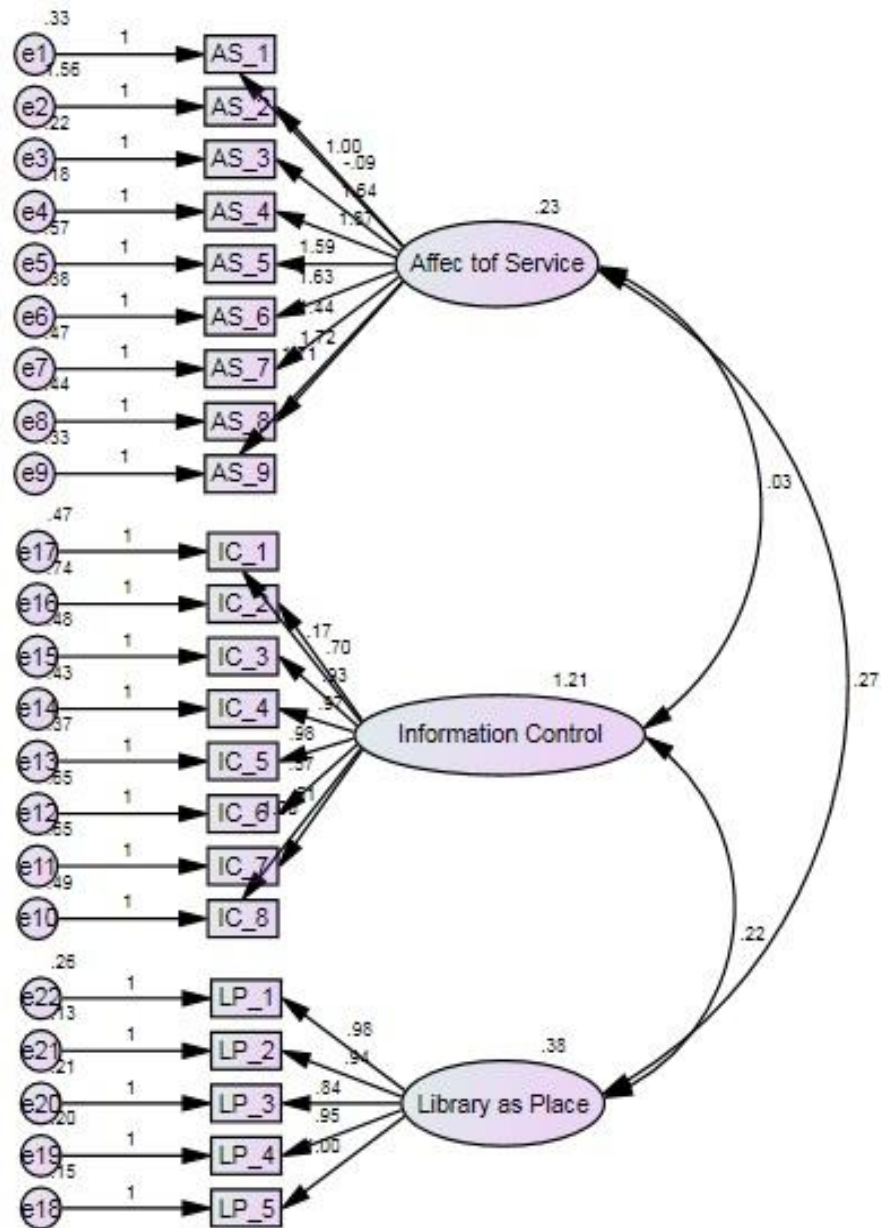 .33
e1 1 AS_1
1.56
e2 1 AS_2
.22
e3 1 AS_3
.18
e4 1 AS_4
.57
e5 1 AS_5
.38
e6 1 AS_6
.47
e7 1 AS_7
.44
e8 1 AS_8
.33
e9 1 AS_9
1.00
-.09
1.64
1.59
1.63
.44
1.72
.23
Affec tof Service
.03
.27
.47
e17 1 IC_1
.74
e16 1 IC_2
.48
e15 1 IC_3
.43
e14 1 IC_4
.37
e13 1 IC_5
.65
e12 1 IC_6
.55
e11 1 IC_7
.49
e10 1 IC_8
.17
.70
.93
.97
.98
1.21
Information Control
.22
.26
e22 1 LP_1
.13
e21 1 LP_2
.21
e20 1 LP_3
.20
e19 1 LP_4
.15
e18 1 LP_5
.98
.94
.84
.95
1.00
.38
Library as Place